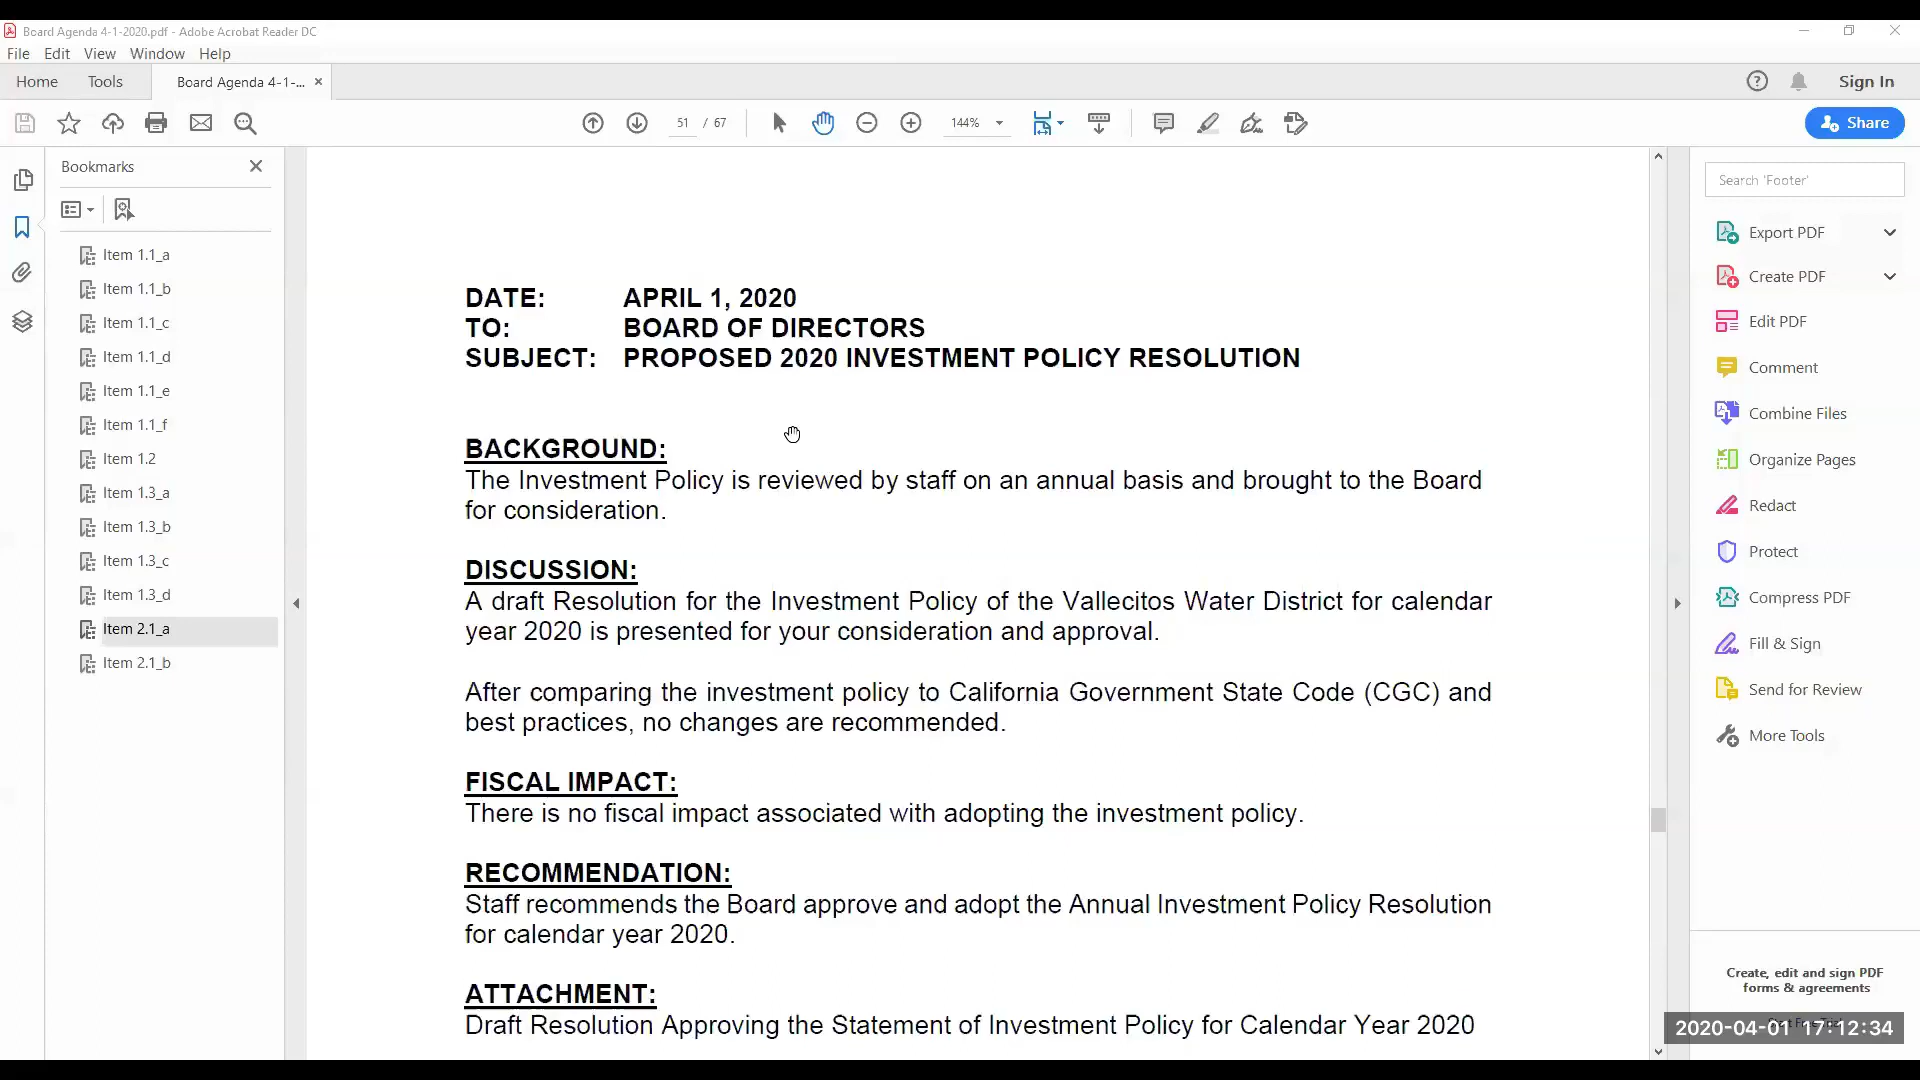 Board Agenda 4-1-2020.pdf - Adobe Acrobat Reader DC
File Edit View Window Help
Home Tools Board Agenda 4-1-... × Sign In
51 / 67 144% Share
Bookmarks
Item 1.1_a
Item 1.1_b
Item 1.1_c
Item 1.1_d
Item 1.1_e
Item 1.1_f
Item 1.2
Item 1.3_a
Item 1.3_b
Item 1.3_c
Item 1.3_d
Item 2.1_a
Item 2.1_b
DATE: APRIL 1, 2020
TO: BOARD OF DIRECTORS
SUBJECT: PROPOSED 2020 INVESTMENT POLICY RESOLUTION
BACKGROUND:
The Investment Policy is reviewed by staff on an annual basis and brought to the Board
for consideration.
DISCUSSION:
A draft Resolution for the Investment Policy of the Vallecitos Water District for calendar
year 2020 is presented for your consideration and approval.
After comparing the investment policy to California Government State Code (CGC) and
best practices, no changes are recommended.
FISCAL IMPACT:
There is no fiscal impact associated with adopting the investment policy.
RECOMMENDATION:
Staff recommends the Board approve and adopt the Annual Investment Policy Resolution
for calendar year 2020.
ATTACHMENT:
Draft Resolution Approving the Statement of Investment Policy for Calendar Year 2020
Search 'Footer'
Export PDF
Create PDF
Edit PDF
Comment
Combine Files
Organize Pages
Redact
Protect
Compress PDF
Fill & Sign
Send for Review
More Tools
Create, edit and sign PDF
forms & agreements
2020-04-01 17:12:34